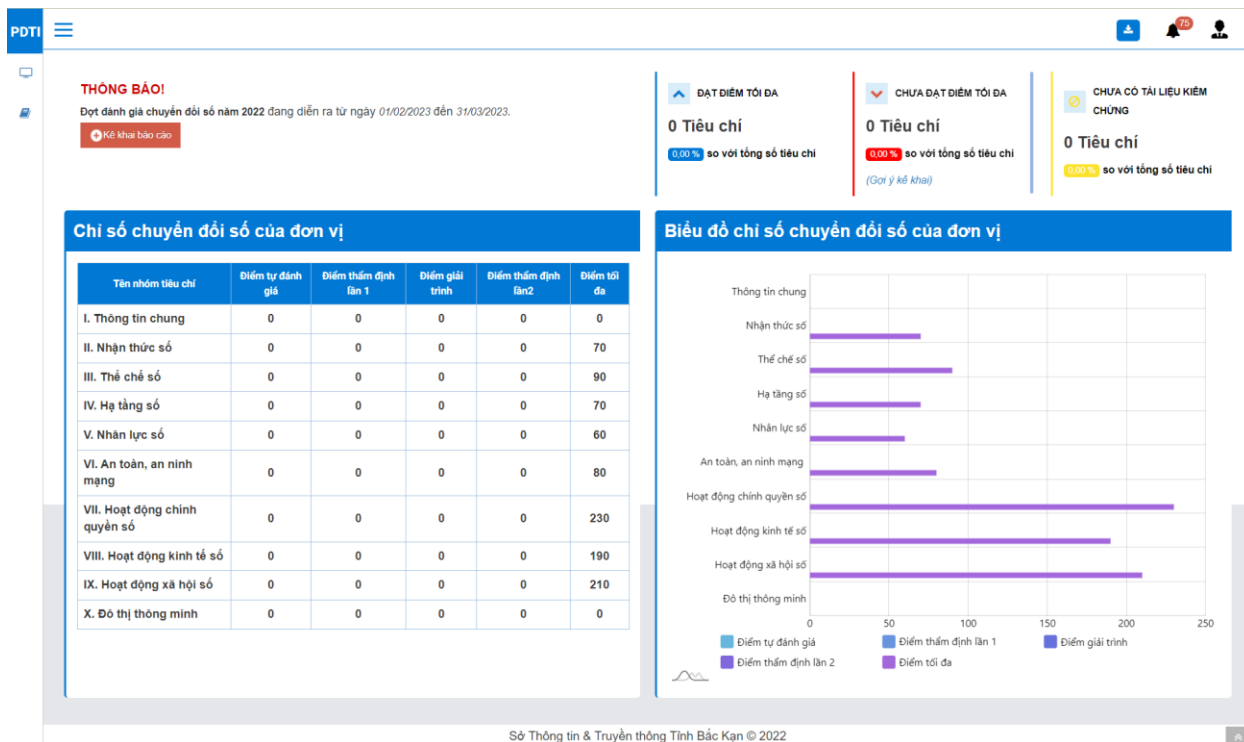 PDTI
75
THÔNG BÁO!
Đợt đánh giá chuyển đổi số năm 2022 đang diễn ra từ ngày 01/02/2023 đến 31/03/2023.
Kê khai báo cáo
ĐẠT ĐIỂM TỐI ĐA
0 Tiêu chí
0,00 % so với tổng số tiêu chí
CHƯA ĐẠT ĐIỂM TỐI ĐA
0 Tiêu chí
0,00 % so với tổng số tiêu chí
(Gợi ý kê khai)
CHƯA CÓ TÀI LIỆU KIỂM
CHỨNG
0 Tiêu chí
0,00 % so với tổng số tiêu chí
Chỉ số chuyển đổi số của đơn vị
Tên nhóm tiêu chí Điểm tự đánh giá Điểm thẩm định lần 1 Điểm giải trình Điểm thẩm định lần2 Điểm tối đa
I. Thông tin chung 0 0 0 0 0
II. Nhận thức số 0 0 0 0 70
III. Thể chế số 0 0 0 0 90
IV. Hạ tầng số 0 0 0 0 70
V. Nhân lực số 0 0 0 0 60
VI. An toàn, an ninh mạng 0 0 0 0 80
VII. Hoạt động chính quyền số 0 0 0 0 230
VIII. Hoạt động kinh tế số 0 0 0 0 190
IX. Hoạt động xã hội số 0 0 0 0 210
X. Đô thị thông minh 0 0 0 0 0
Biểu đồ chỉ số chuyển đổi số của đơn vị
Thông tin chung
Nhận thức số
Thể chế số
Hạ tầng số
Nhân lực số
An toàn, an ninh mạng
Hoạt động chính quyền số
Hoạt động kinh tế số
Hoạt động xã hội số
Đô thị thông minh
0 50 100 150 200 250
Điểm tự đánh giá Điểm thẩm định lần 1 Điểm giải trình
Điểm thẩm định lần 2 Điểm tối đa
Sở Thông tin & Truyền thông Tỉnh Bắc Kạn © 2022